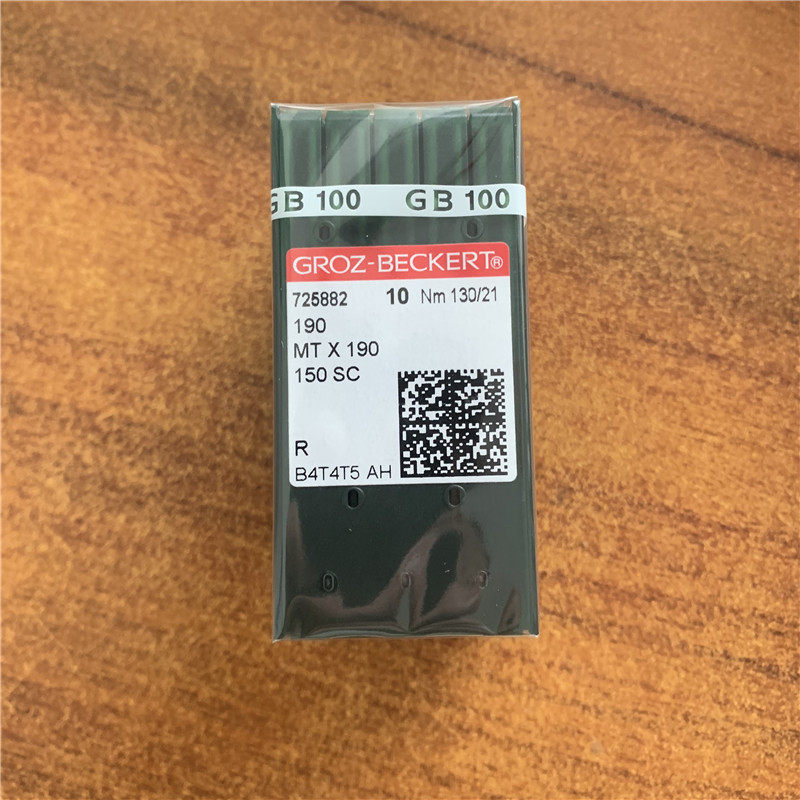 GB 100 GB 100
GROZ-BECKERT®
725882 10 Nm 130/21
190
MT X 190
150 SC
R
B4T4T5 AH